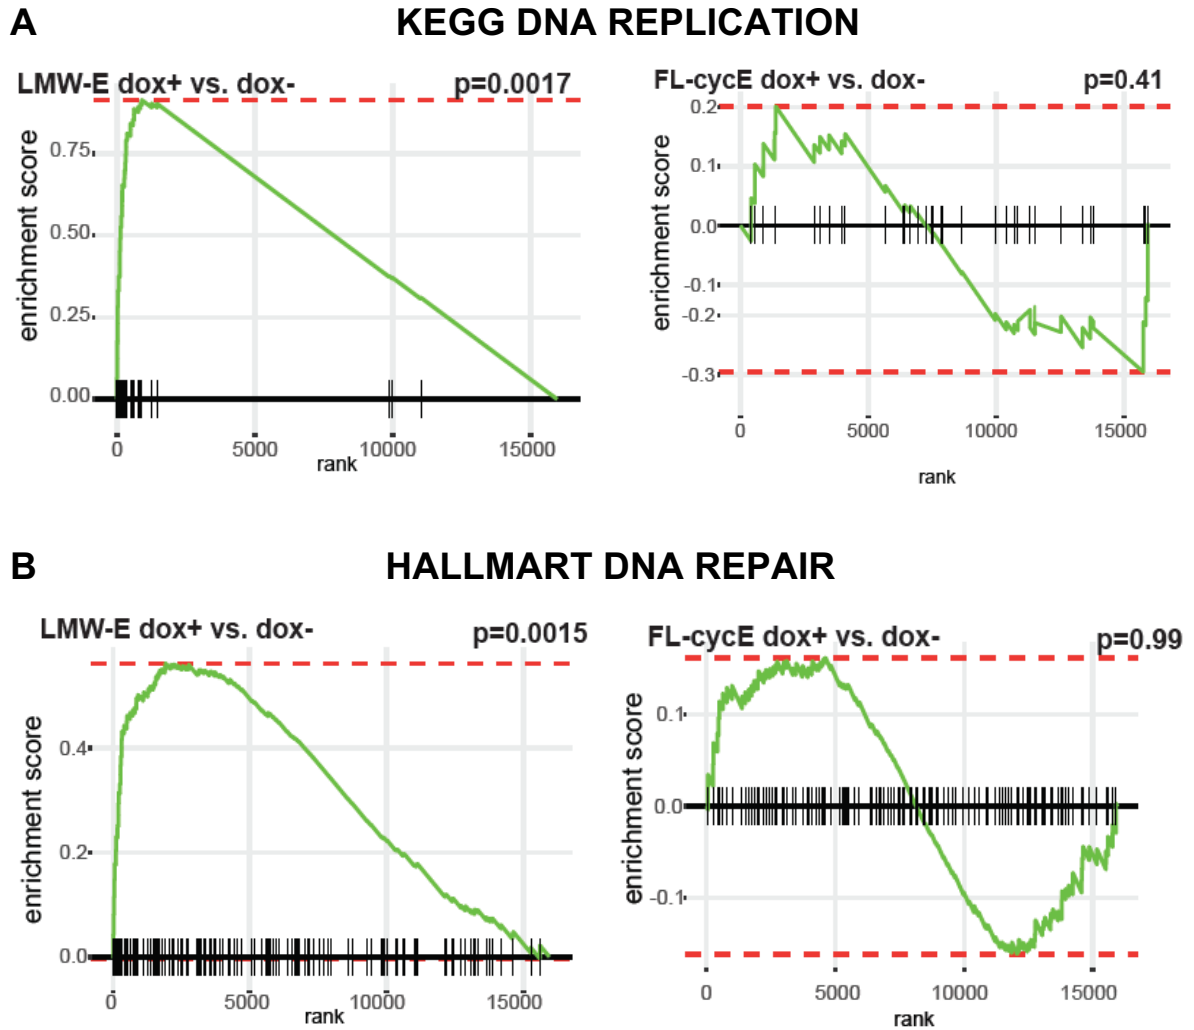 A
KEGG DNA REPLICATION
LMW-E dox+ vs. dox-
p=0.0017
enrichment score
0.75
0.50
0.25
0.00
0
5000
10000
15000
rank
FL-cycE dox+ vs. dox-
p=0.41
enrichment score
0.2
0.1
0.0
-0.1
-0.2
-0.3
0
5000
10000
15000
rank
B
HALLMART DNA REPAIR
LMW-E dox+ vs. dox-
p=0.0015
enrichment score
0.4
0.2
0.0
0
5000
10000
15000
rank
FL-cycE dox+ vs. dox-
p=0.99
enrichment score
0.1
0.0
-0.1
0
5000
10000
15000
rank